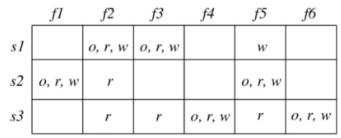 f1 f2 f3 f4 f5 f6
s1 o, r, w o, r, w w
s2 o, r, w r o, r, w
s3 r r o, r, w r o, r, w